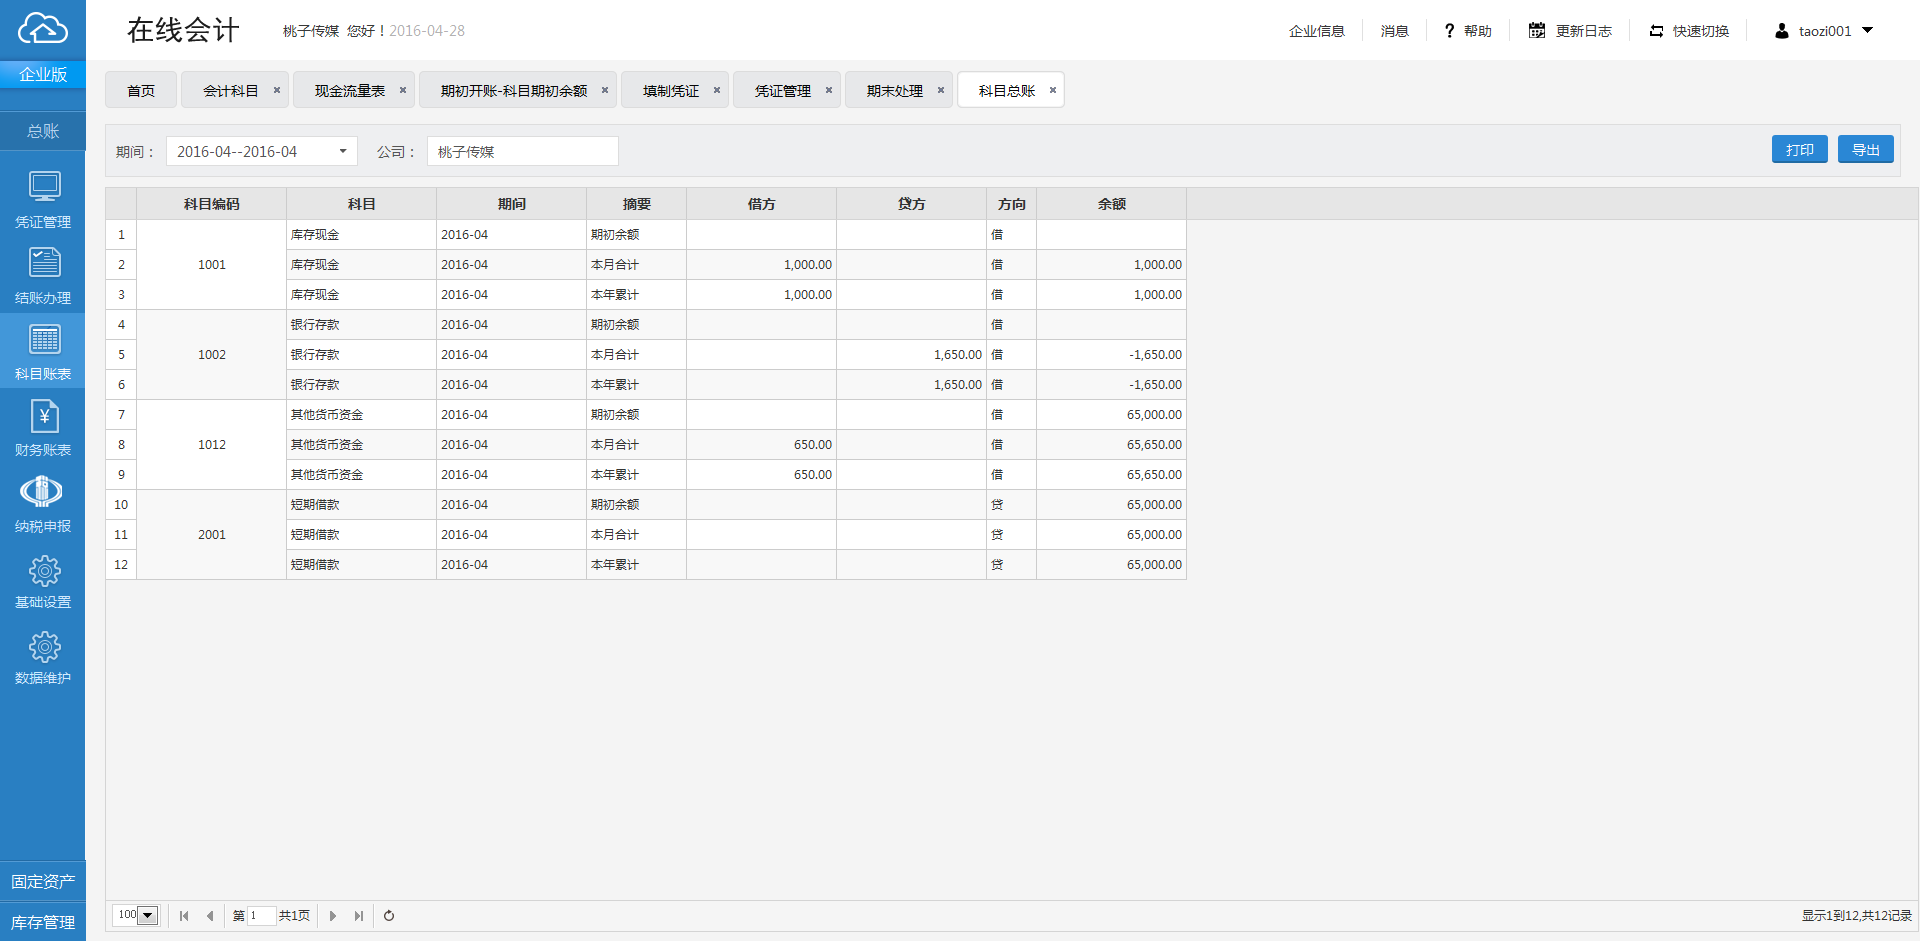 在线会计 桃子传媒 您好！2016-04-28 企业信息 消息 ? 帮助 更新日志 快速切换 taozi001
企业版
首页 会计科目 × 现金流量表 × 期初开账-科目期初余额 × 填制凭证 × 凭证管理 × 期末处理 × 科目总账 ×
总账
凭证管理
结账办理
科目账表
¥
财务账表
纳税申报
基础设置
数据维护
固定资产
库存管理
期间： 2016-04--2016-04 公司： 桃子传媒 打印 导出
科目编码 科目 期间 摘要 借方 贷方 方向 余额
1 1001 库存现金 2016-04 期初余额 借
2 库存现金 2016-04 本月合计 1,000.00 借 1,000.00
3 库存现金 2016-04 本年累计 1,000.00 借 1,000.00
4 1002 银行存款 2016-04 期初余额 借
5 银行存款 2016-04 本月合计 1,650.00 借 -1,650.00
6 银行存款 2016-04 本年累计 1,650.00 借 -1,650.00
7 1012 其他货币资金 2016-04 期初余额 借 65,000.00
8 其他货币资金 2016-04 本月合计 650.00 借 65,650.00
9 其他货币资金 2016-04 本年累计 650.00 借 65,650.00
10 2001 短期借款 2016-04 期初余额 贷 65,000.00
11 短期借款 2016-04 本月合计 贷 65,000.00
12 短期借款 2016-04 本年累计 贷 65,000.00
100 第 1 共1页 显示1到12,共12记录